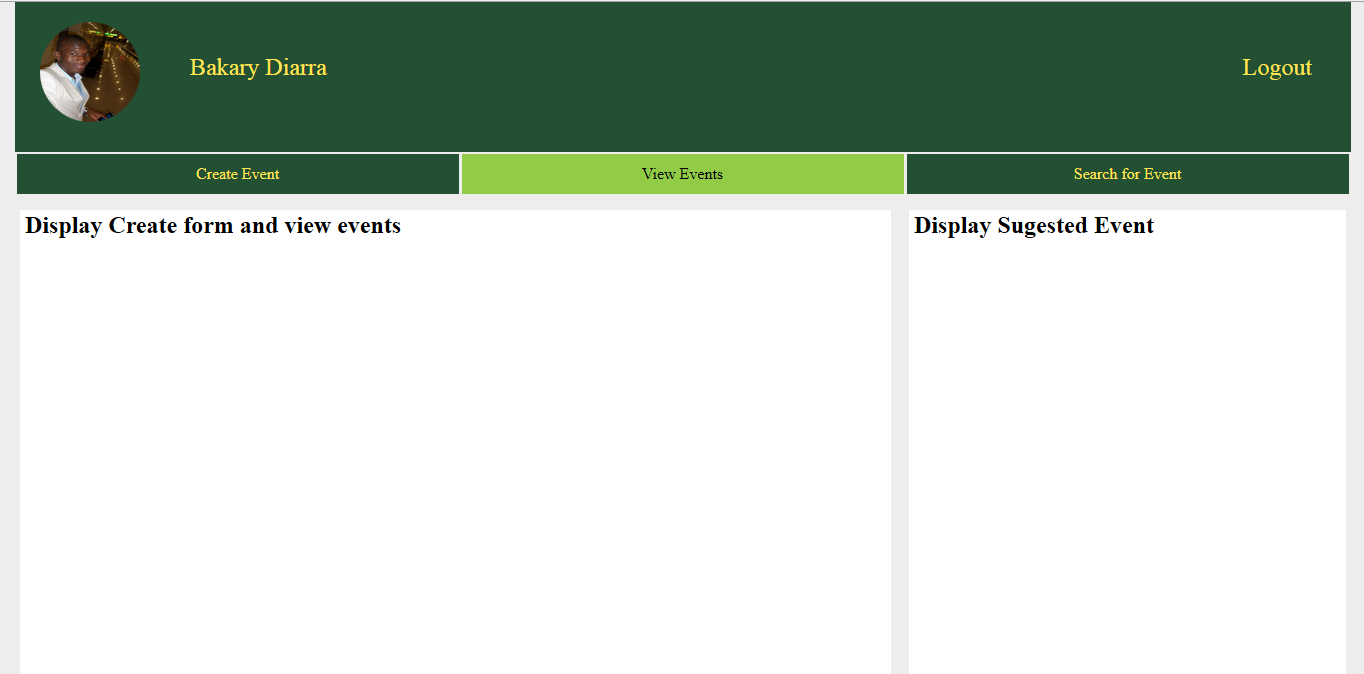 Bakary Diarra
Logout
Create Event
View Events
Search for Event
Display Create form and view events
Display Sugested Event